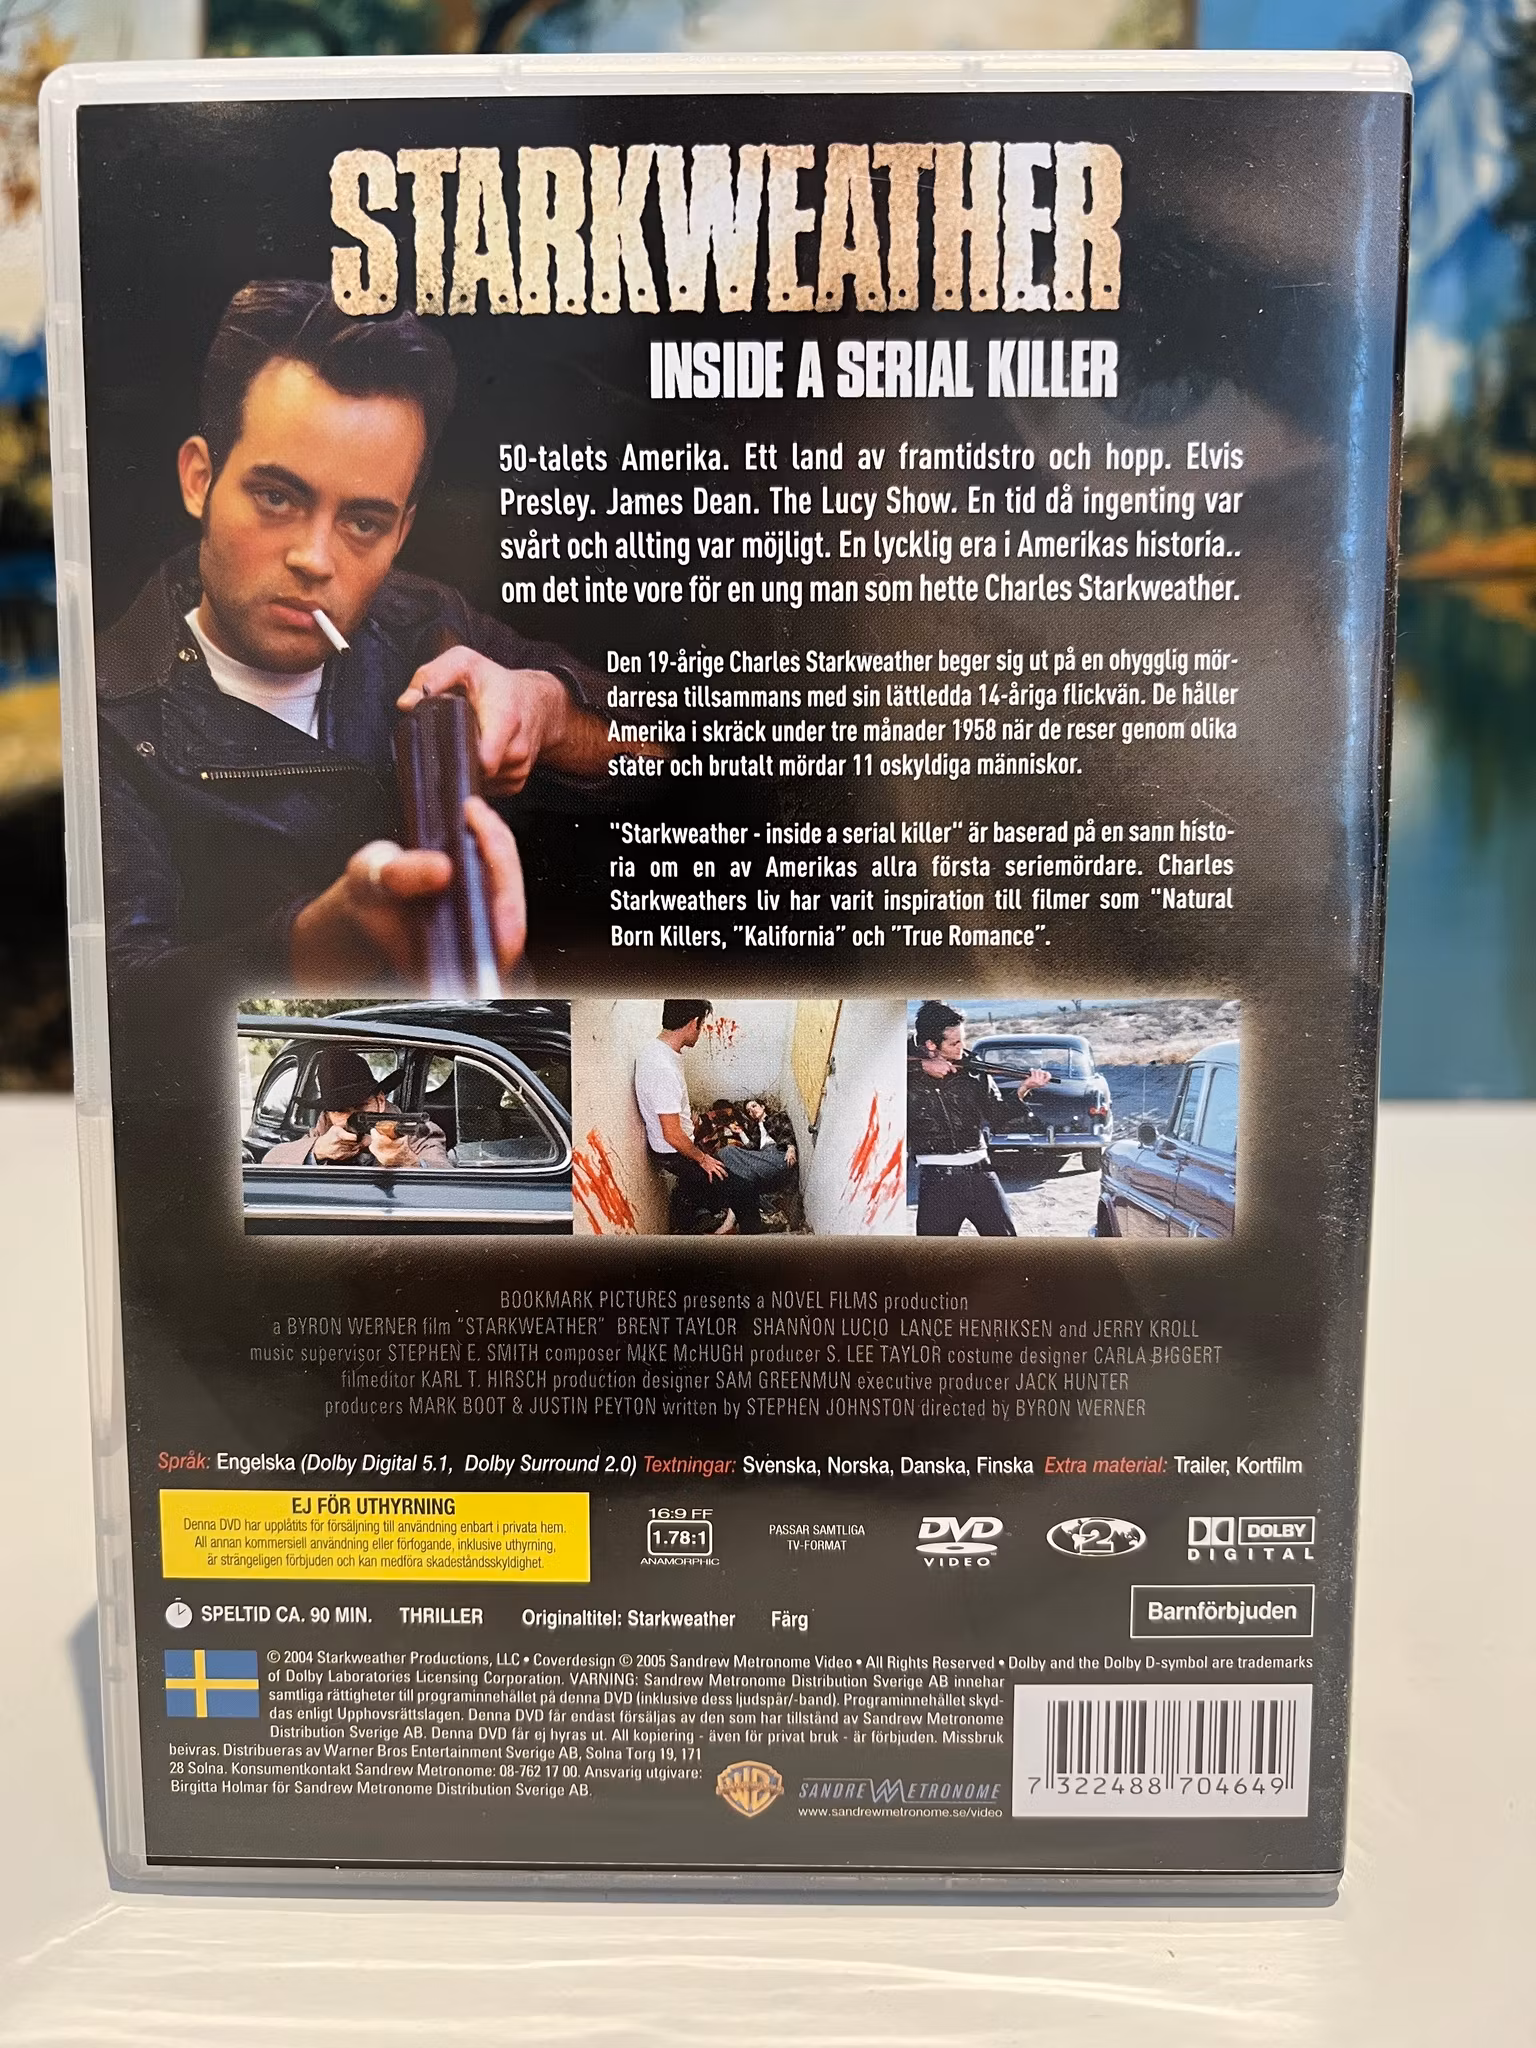 STARKWEATHER
INSIDE A SERIAL KILLER
50-talets Amerika. Ett land av framtidstro och hopp. Elvis
Presley. James Dean. The Lucy Show. En tid då ingenting var
svårt och allting var möjligt. En lycklig era i Amerikas historia..
om det inte vore för en ung man som hette Charles Starkweather.
Den 19-årige Charles Starkweather beger sig ut på en ohygglig mör-
darresa tillsammans med sin lättledda 14-åriga flickvän. De håller
Amerika i skräck under tre månader 1958 när de reser genom olika
stater och brutalt mördar 11 oskyldiga människor.
"Starkweather - inside a serial killer" är baserad på en sann histo-
ria om en av Amerikas allra första seriemördare. Charles
Starkweathers liv har varit inspiration till filmer som "Natural
Born Killers, "Kalifornia" och "True Romance".
BOOKMARK PICTURES presents a NOVEL FILMS production
a BYRON WERNER film "STARKWEATHER" BRENT TAYLOR SHANNON LUCIO LANCE HENRIKSEN and JERRY KROLL
music supervisor STEPHEN E. SMITH composer MIKE McHUGH producer S. LEE TAYLOR costume designer CARLA BIGGERT
filmeditor KARL T. HIRSCH production designer SAM GREENMUN executive producer JACK HUNTER
producers MARK BOOT & JUSTIN PEYTON written by STEPHEN JOHNSTON directed by BYRON WERNER
Språk: Engelska (Dolby Digital 5.1, Dolby Surround 2.0) Textningar: Svenska, Norska, Danska, Finska Extra material: Trailer, Kortfilm
EJ FÖR UTHYRNING
Denna DVD har upplåtits för försäljning till användning enbart i privata hem.
All annan kommersiell användning eller förfogande, inklusive uthyrning,
är strängeligen förbjuden och kan medföra skadeståndsskyldighet.
16:9 FF
1.78:1
ANAMORPHIC
PASSAR SAMTLIGA
TV-FORMAT
DVD
VIDEO
2
DOLBY
DIGITAL
SPELTID CA. 90 MIN. THRILLER Originaltitel: Starkweather Färg
Barnförbjuden
© 2004 Starkweather Productions, LLC • Coverdesign © 2005 Sandrew Metronome Video • All Rights Reserved • Dolby and the Dolby D-symbol are trademarks
of Dolby Laboratories Licensing Corporation. VARNING: Sandrew Metronome Distribution Sverige AB innehar
samtliga rättigheter till programinnehållet på denna DVD (inklusive dess ljudspår/-band). Programinnehållet skyd-
das enligt Upphovsrättslagen. Denna DVD får endast försäljas av den som har tillstånd av Sandrew Metronome
Distribution Sverige AB. Denna DVD får ej hyras ut. All kopiering - även för privat bruk - är förbjuden. Missbruk
beivras. Distribueras av Warner Bros Entertainment Sverige AB, Solna Torg 19, 171
28 Solna. Konsumentkontakt Sandrew Metronome: 08-762 17 00. Ansvarig utgivare:
Birgitta Holmar för Sandrew Metronome Distribution Sverige AB.
SANDREW METRONOME
www.sandrewmetronome.se/video
7 322488 704649